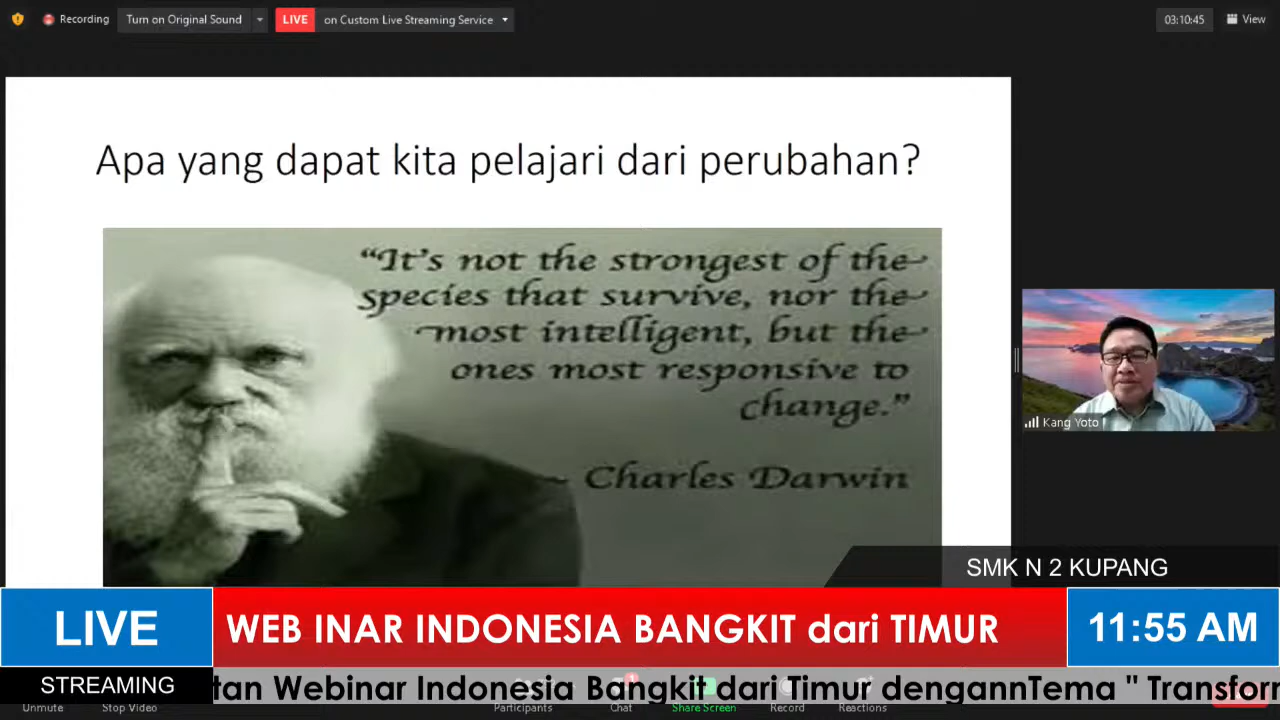 Recording
Turn on Original Sound
LIVE
on Custom Live Streaming Service
03:10:45
View
Apa yang dapat kita pelajari dari perubahan?
“It's not the strongest of the
species that survive, nor the
most intelligent, but the
ones most responsive to
change.”
~ Charles Darwin
Kang Yoto
SMK N 2 KUPANG
LIVE
WEB INAR INDONESIA BANGKIT dari TIMUR
11:55 AM
STREAMING
tan Webinar Indonesia Bangkit dari Timur dengannTema " Transfor
Unmute
Stop Video
Participants
Chat
Share Screen
Record
Reactions